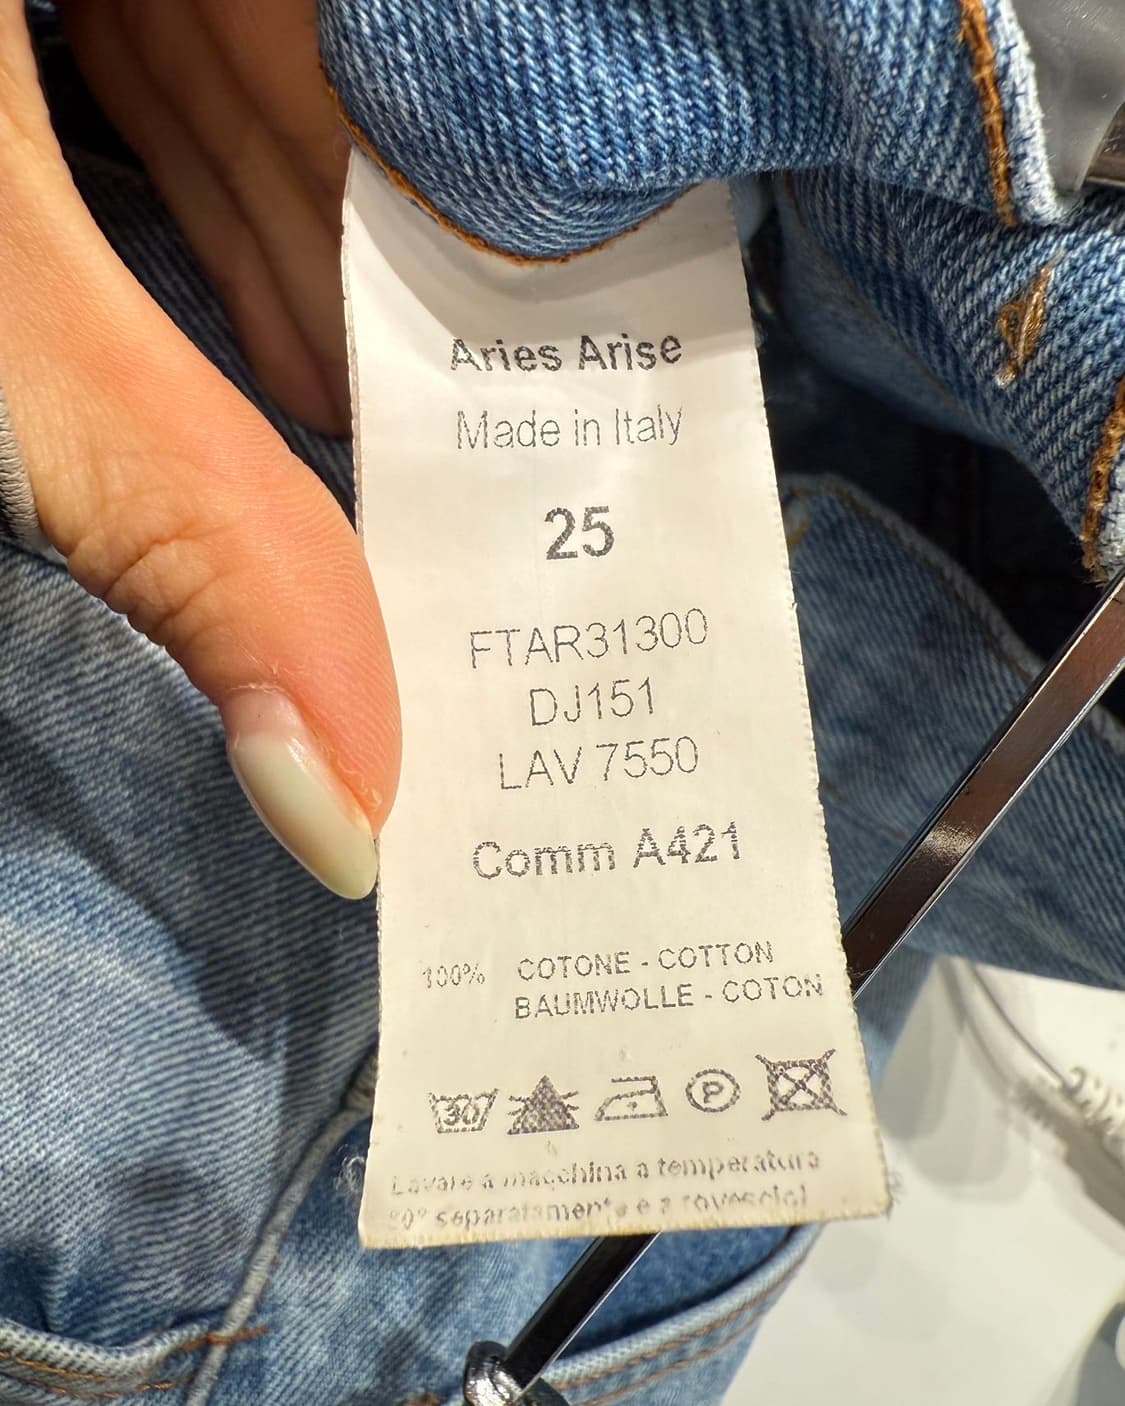 Aries Arise
Made in Italy
25
FTAR31300
DJ151
LAV 7550
Comm A421
100% COTONE - COTTON
BAUMWOLLE - COTON
30
P
Lavare a macchina a temperatura
separatamente e a rovescio!